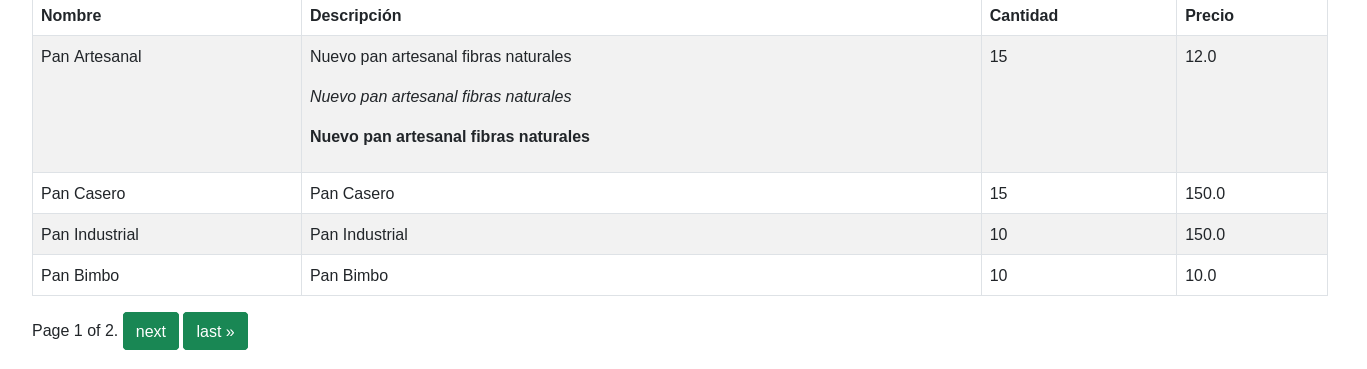 Nombre Descripción Cantidad Precio
Pan Artesanal Nuevo pan artesanal fibras naturales 15 12.0
Nuevo pan artesanal fibras naturales
Nuevo pan artesanal fibras naturales
Pan Casero Pan Casero 15 150.0
Pan Industrial Pan Industrial 10 150.0
Pan Bimbo Pan Bimbo 10 10.0
Page 1 of 2. next last »